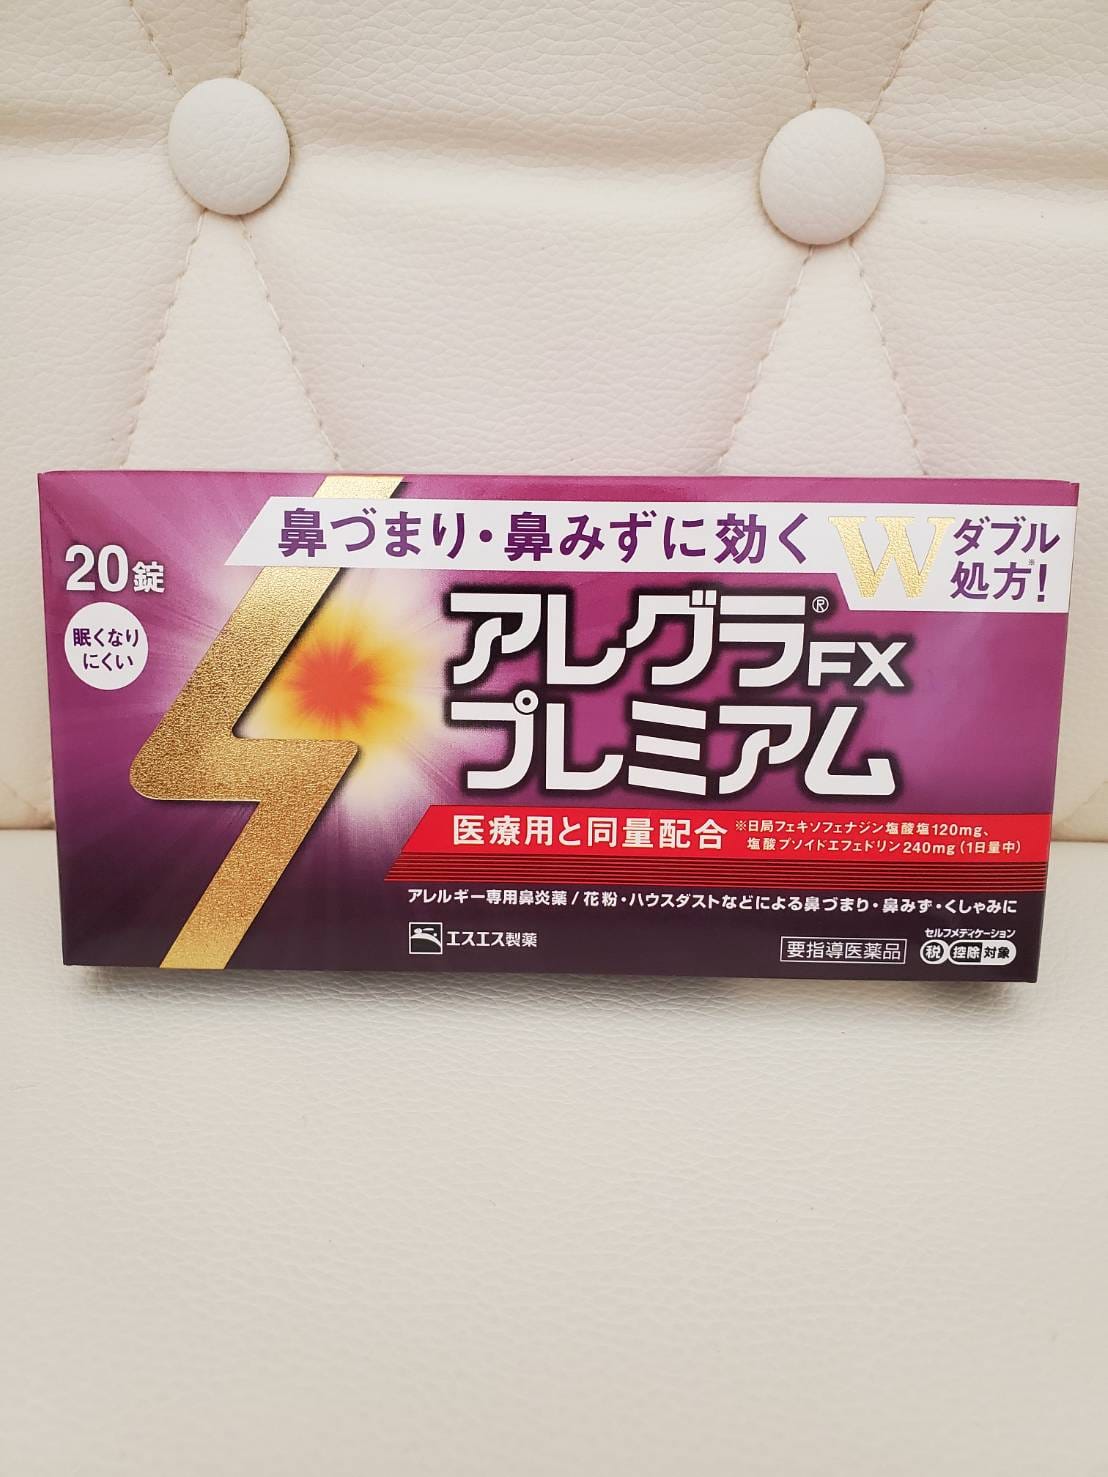 鼻づまり・鼻みずに効く
W ダブル
処方!※
20錠
眠くなり
にくい
アレグラ®FX
プレミアム
医療用と同量配合 ※日局フェキソフェナジン塩酸塩120mg、
塩酸プソイドエフェドリン240mg(1日量中)
アレルギー専用鼻炎薬/花粉・ハウスダストなどによる鼻づまり・鼻みず・くしゃみに
エスエス製薬
要指導医薬品
セルフメディケーション
税 控除 対象